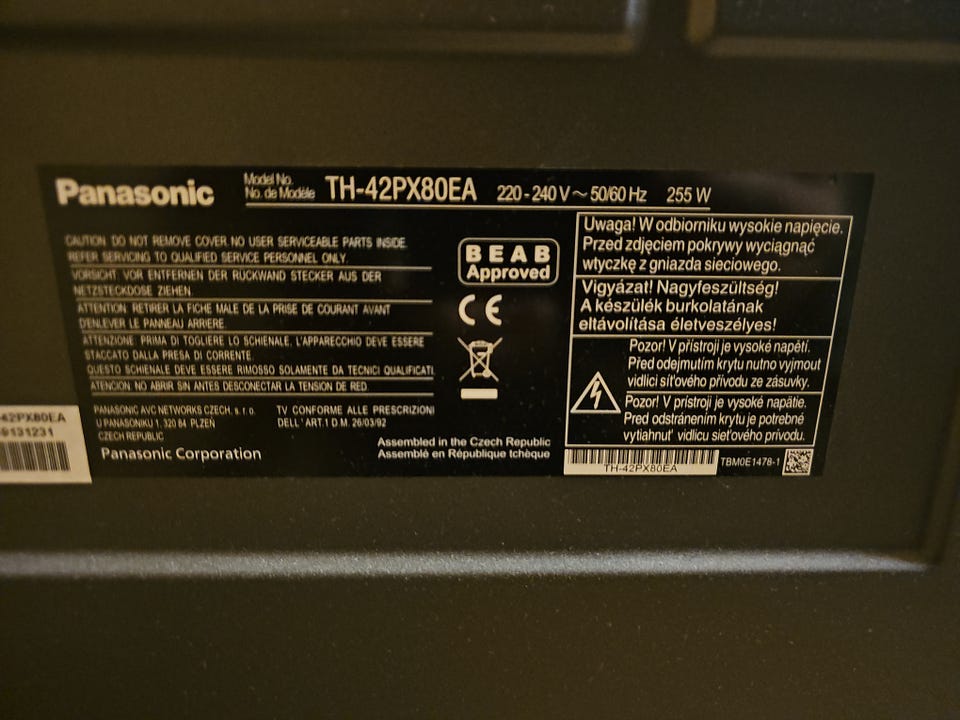 Panasonic
Model No.
No. de Modèle TH-42PX80EA 220-240 V ~ 50/60 Hz 255 W
CAUTION DO NOT REMOVE COVER. NO USER SERVICEABLE PARTS INSIDE.
REFER SERVICING TO QUALIFIED SERVICE PERSONNEL ONLY.
VORSICHT. VOR ENTFERNEN DER RÜCKWAND STECKER AUS DER
NETZSTECKDOSE ZIEHEN.
ATTENTION. RETIRER LA FICHE MALE DE LA PRISE DE COURANT AVANT
D'ENLEVER LE PANNEAU ARRIERE.
ATTENZIONE. PRIMA DI TOGLIERE LO SCHIENALE, L'APPARECCHIO DEVE ESSERE
STACCATO DALLA PRESA DI CORRENTE.
QUESTO SCHIENALE DEVE ESSERE RIMOSSO SOLAMENTE DA TECNICI QUALIFICATI.
ATENCION. NO ABRIR SIN ANTES DESCONECTAR LA TENSION DE RED.
PANASONIC AVC NETWORKS CZECH, s. r. o.
U PANASONIKU 1, 320 84 PLZEŇ
CZECH REPUBLIC
Panasonic Corporation
TV CONFORME ALLE PRESCRIZIONI
DELL' ART.1 D.M. 26/03/92
BEAB
Approved
CE
Assembled in the Czech Republic
Assemblé en République tchèque
Uwaga! W odbiorniku wysokie napięcie.
Przed zdjęciem pokrywy wyciągnąć
wtyczkę z gniazda sieciowego.
Vigyázat! Nagyfeszültség!
A készülék burkolatának
eltávolítása életveszélyes!
Pozor! V přístroji je vysoké napětí.
Před odejmutím krytu nutno vyjmout
vidlici síťového přívodu ze zásuvky.
Pozor! V prístroji je vysoké napätie.
Pred odstránením krytu je potrebné
vytiahnuť vidlicu sieťového prívodu.
TH-42PX80EA
TBM0E1478-1
-42PX80EA
9131231